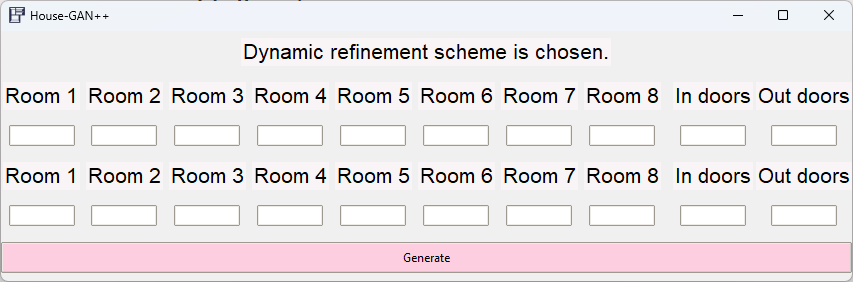 House-GAN++
Dynamic refinement scheme is chosen.
Room 1 Room 2 Room 3 Room 4 Room 5 Room 6 Room 7 Room 8 In doors Out doors
Room 1 Room 2 Room 3 Room 4 Room 5 Room 6 Room 7 Room 8 In doors Out doors
Generate